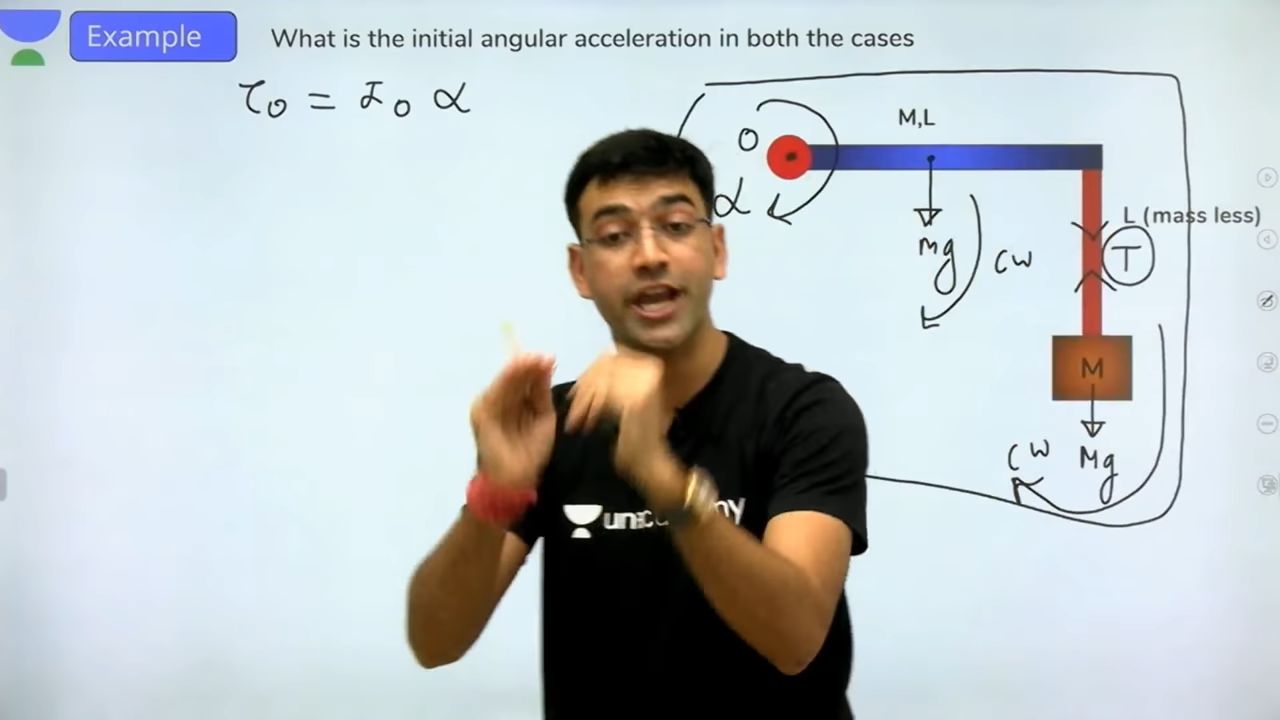 Example
What is the initial angular acceleration in both the cases
τ₀ = I₀ α
M,L
O
α
L (mass less)
Mg
CW
T
M
CW
Mg
unacademy